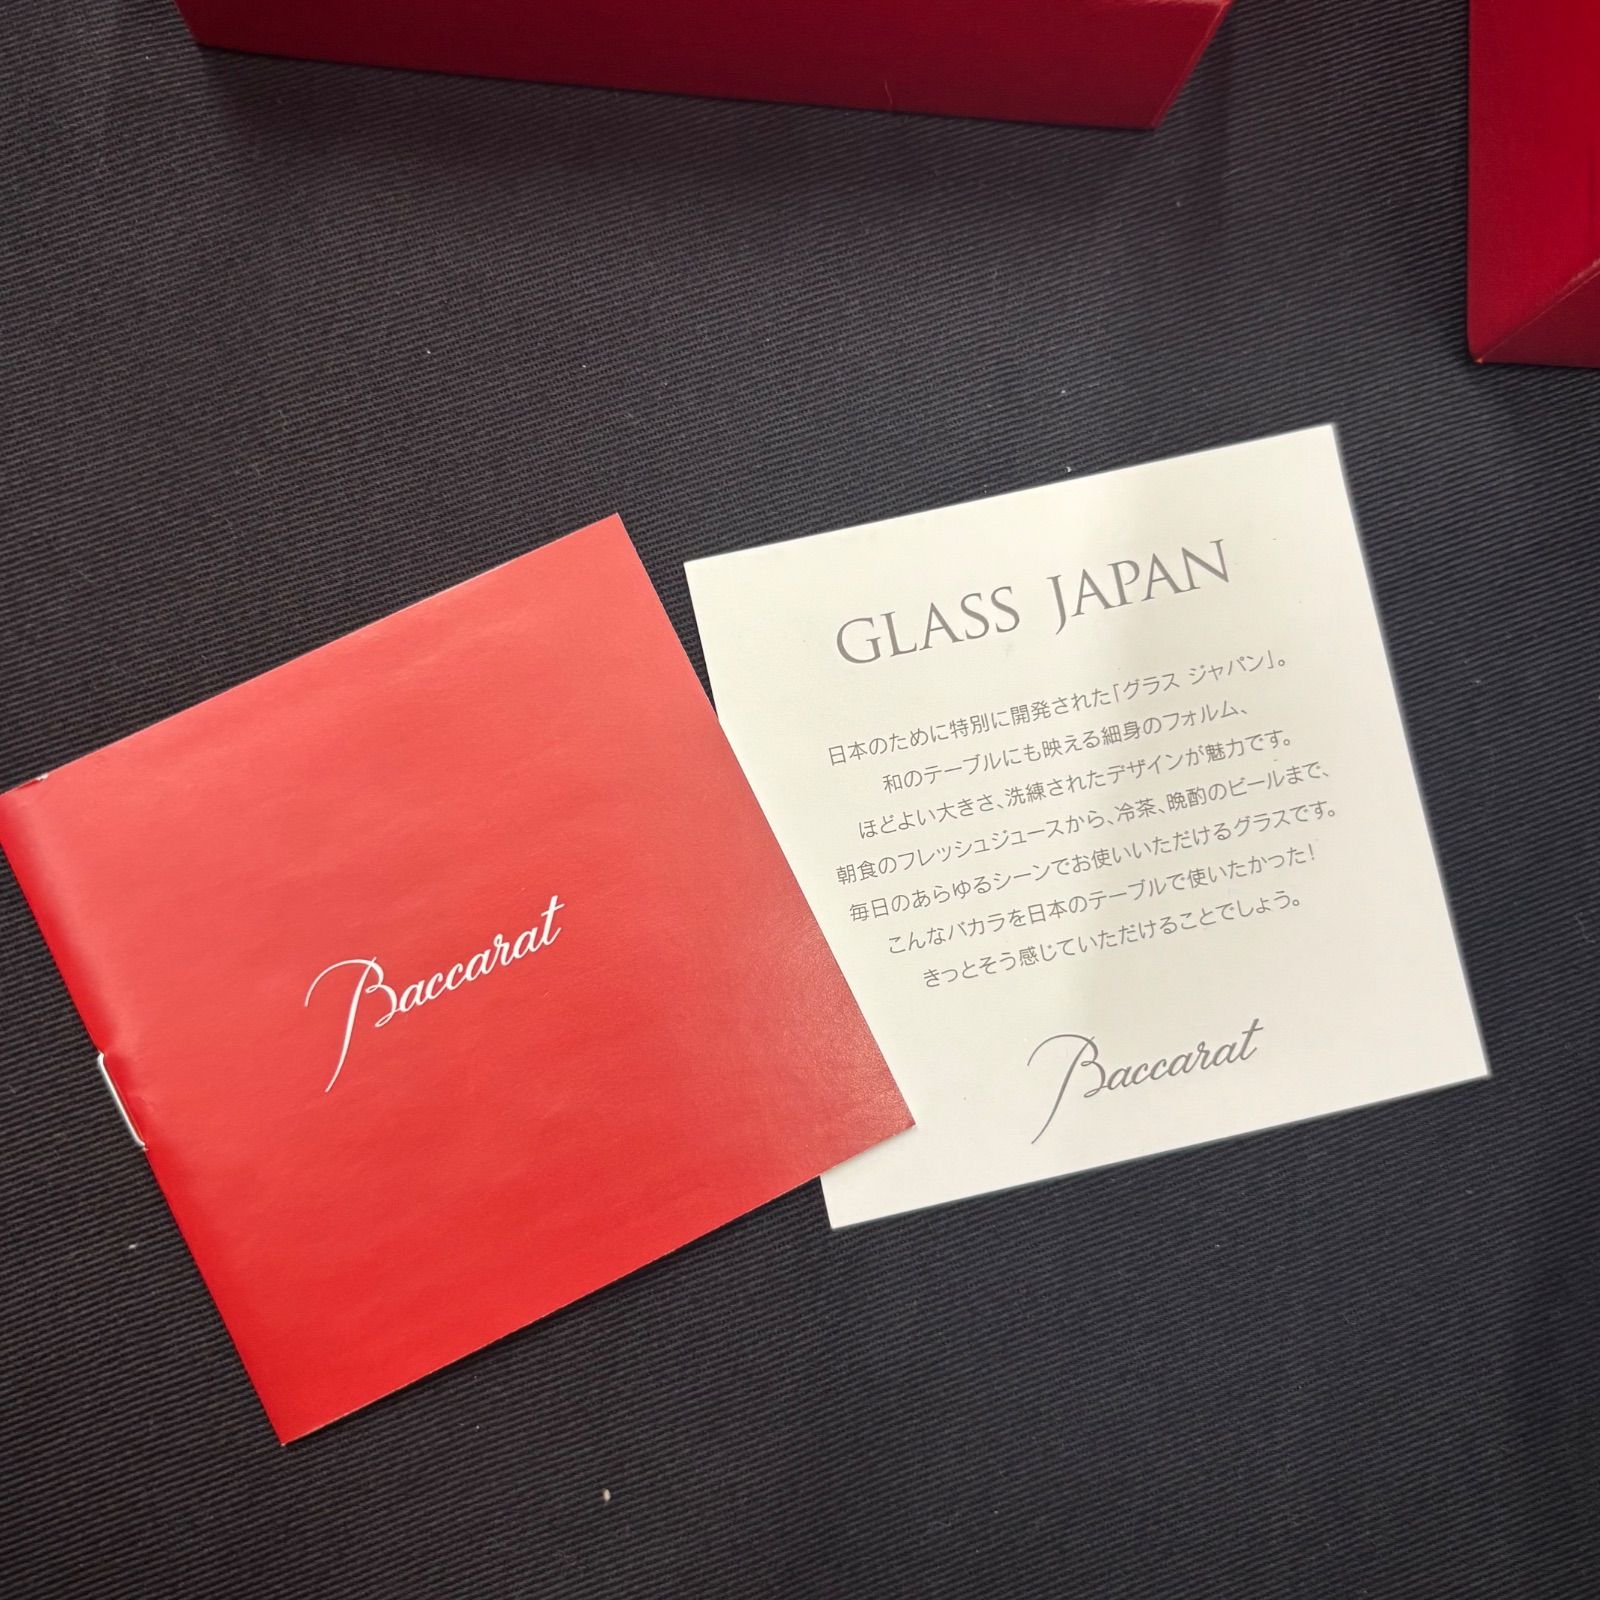 Baccarat
GLASS JAPAN
日本のために特別に開発された「グラス ジャパン」。
和のテーブルにも映える細身のフォルム、
ほどよい大きさ、洗練されたデザインが魅力です。
朝食のフレッシュジュースから、冷茶、晩酌のビールまで、
毎日のあらゆるシーンでお使いいただけるグラスです。
こんなバカラを日本のテーブルで使いたかった!
きっとそう感じていただけることでしょう。
Baccarat